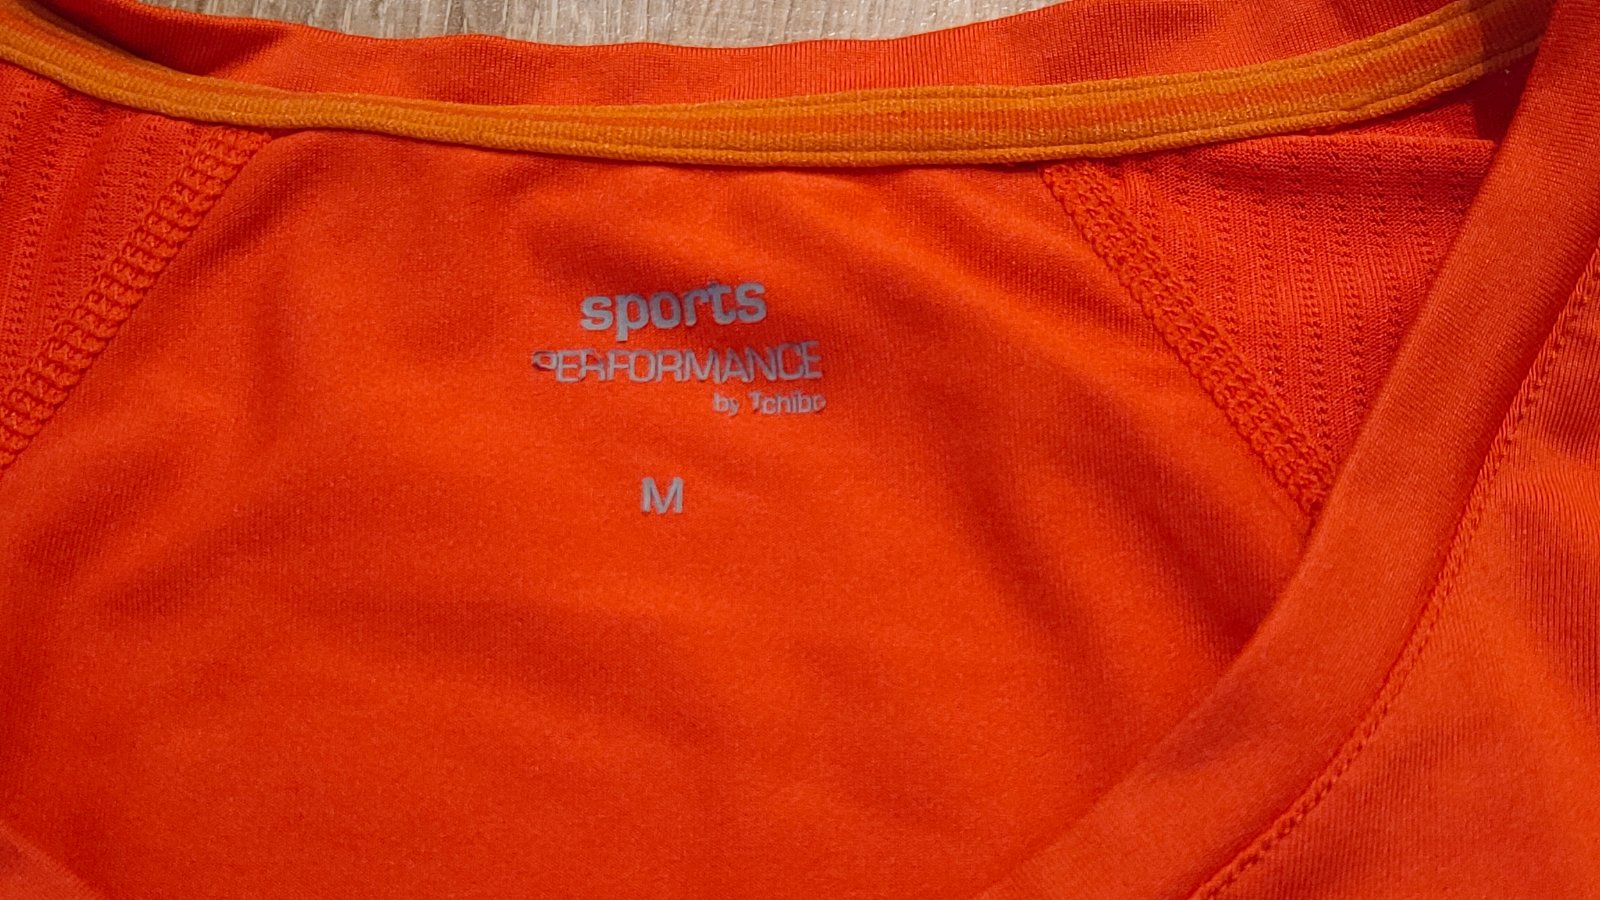 sports
PERFORMANCE
by Tchibo
M